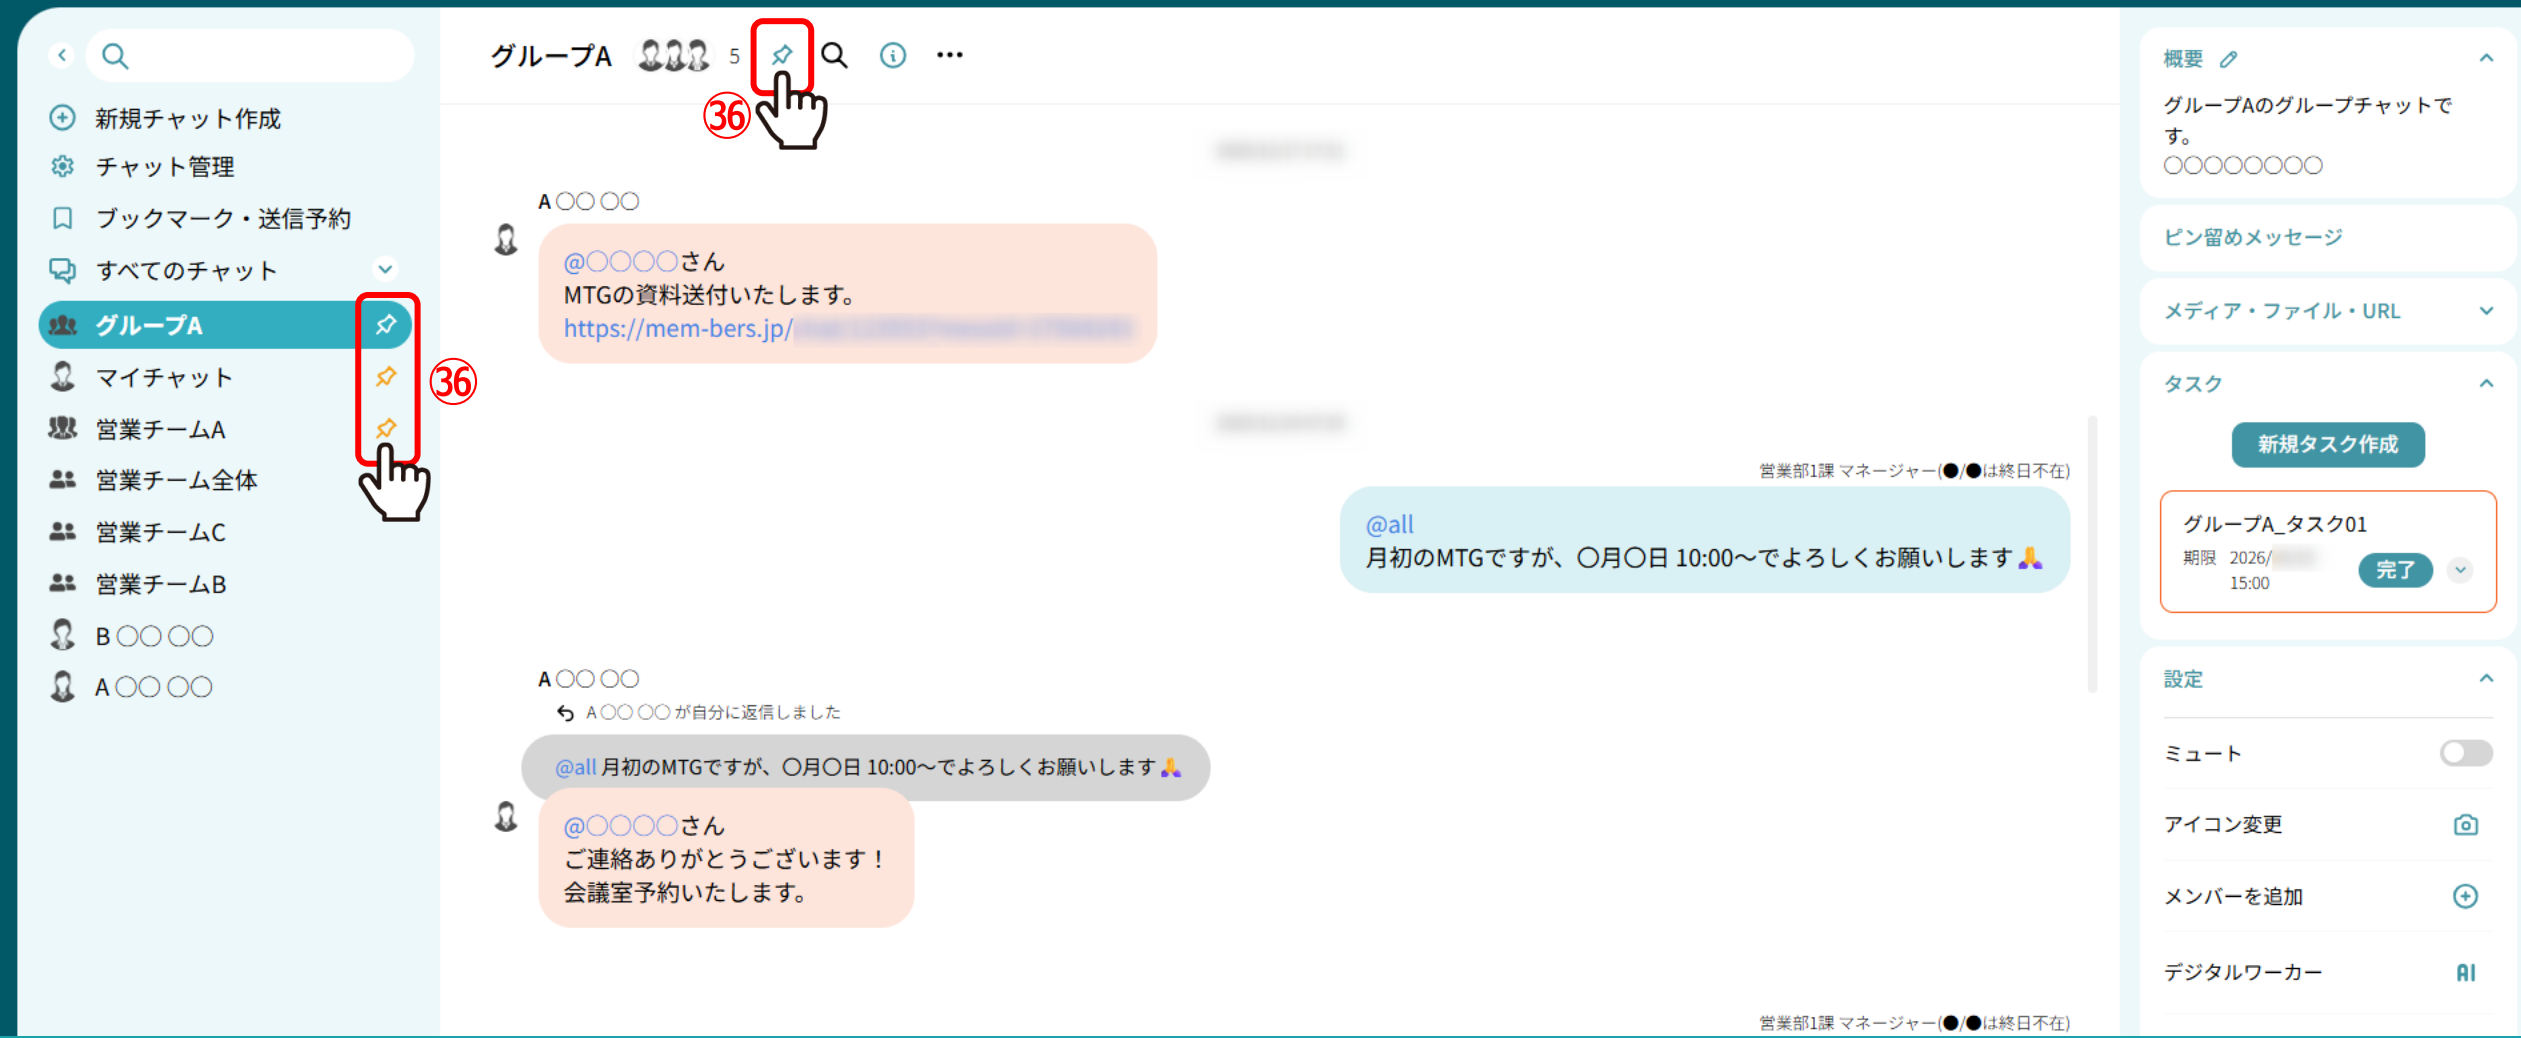 新規チャット作成
チャット管理
ブックマーク・送信予約
すべてのチャット
グループA
マイチャット
営業チームA
営業チーム全体
営業チームC
営業チームB
B 〇〇 〇〇
A 〇〇 〇〇
㊱
グループA 5
㊱
A 〇〇 〇〇
@〇〇〇〇さん
MTGの資料送付いたします。
https://mem-bers.jp/
営業部1課 マネージャー(●/●は終日不在)
@all
月初のMTGですが、〇月〇日 10:00〜でよろしくお願いします🙏
A 〇〇 〇〇
A 〇〇 〇〇 が自分に返信しました
@all 月初のMTGですが、〇月〇日 10:00〜でよろしくお願いします🙏
@〇〇〇〇さん
ご連絡ありがとうございます！
会議室予約いたします。
営業部1課 マネージャー(●/●は終日不在)
概要
グループAのグループチャットで
す。
〇〇〇〇〇〇〇〇
ピン留めメッセージ
メディア・ファイル・URL
タスク
新規タスク作成
グループA_タスク01
期限 2026/
15:00
完了
設定
ミュート
アイコン変更
メンバーを追加
デジタルワーカー AI